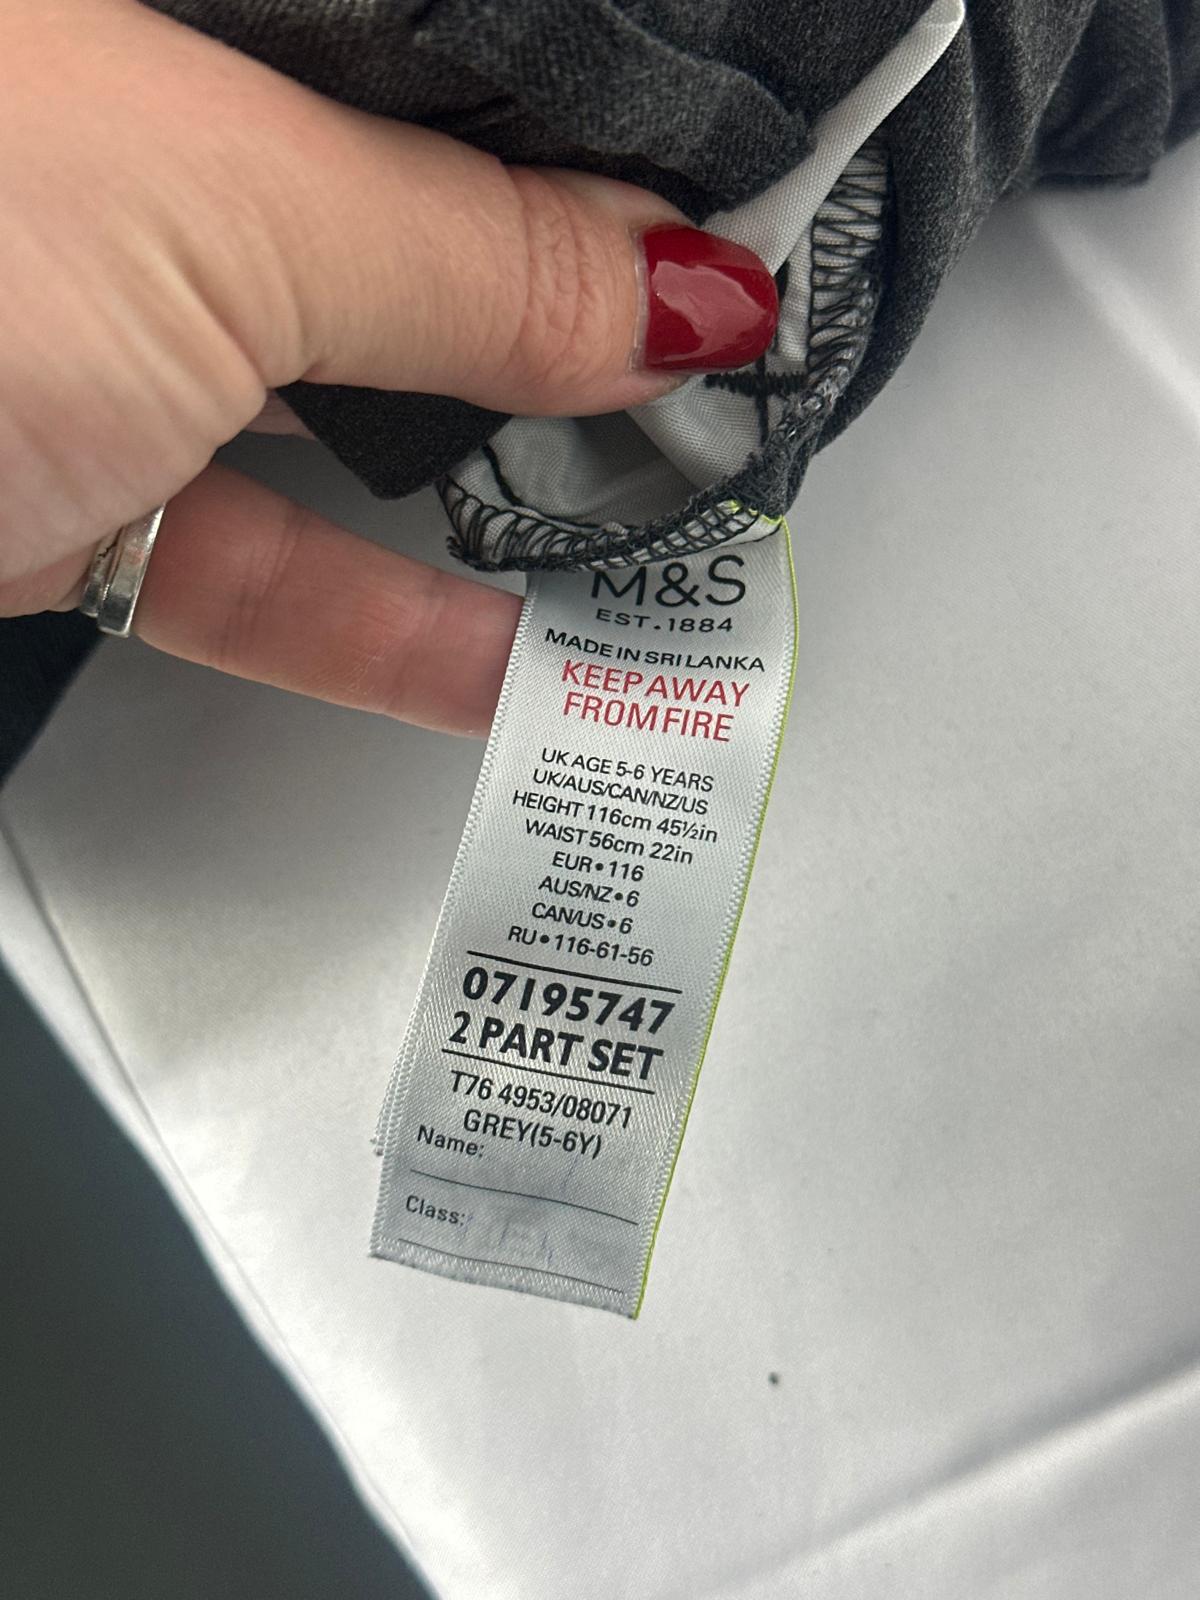 M&S
EST.1884
MADE IN SRI LANKA
KEEP AWAY
FROM FIRE
UK AGE 5-6 YEARS
UK/AUS/CAN/NZ/US
HEIGHT 116cm 45½in
WAIST 56cm 22in
EUR•116
AUS/NZ•6
CAN/US•6
RU•116-61-56
07195747
2 PART SET
T76 4953/08071
GREY(5-6Y)
Name:
Class: